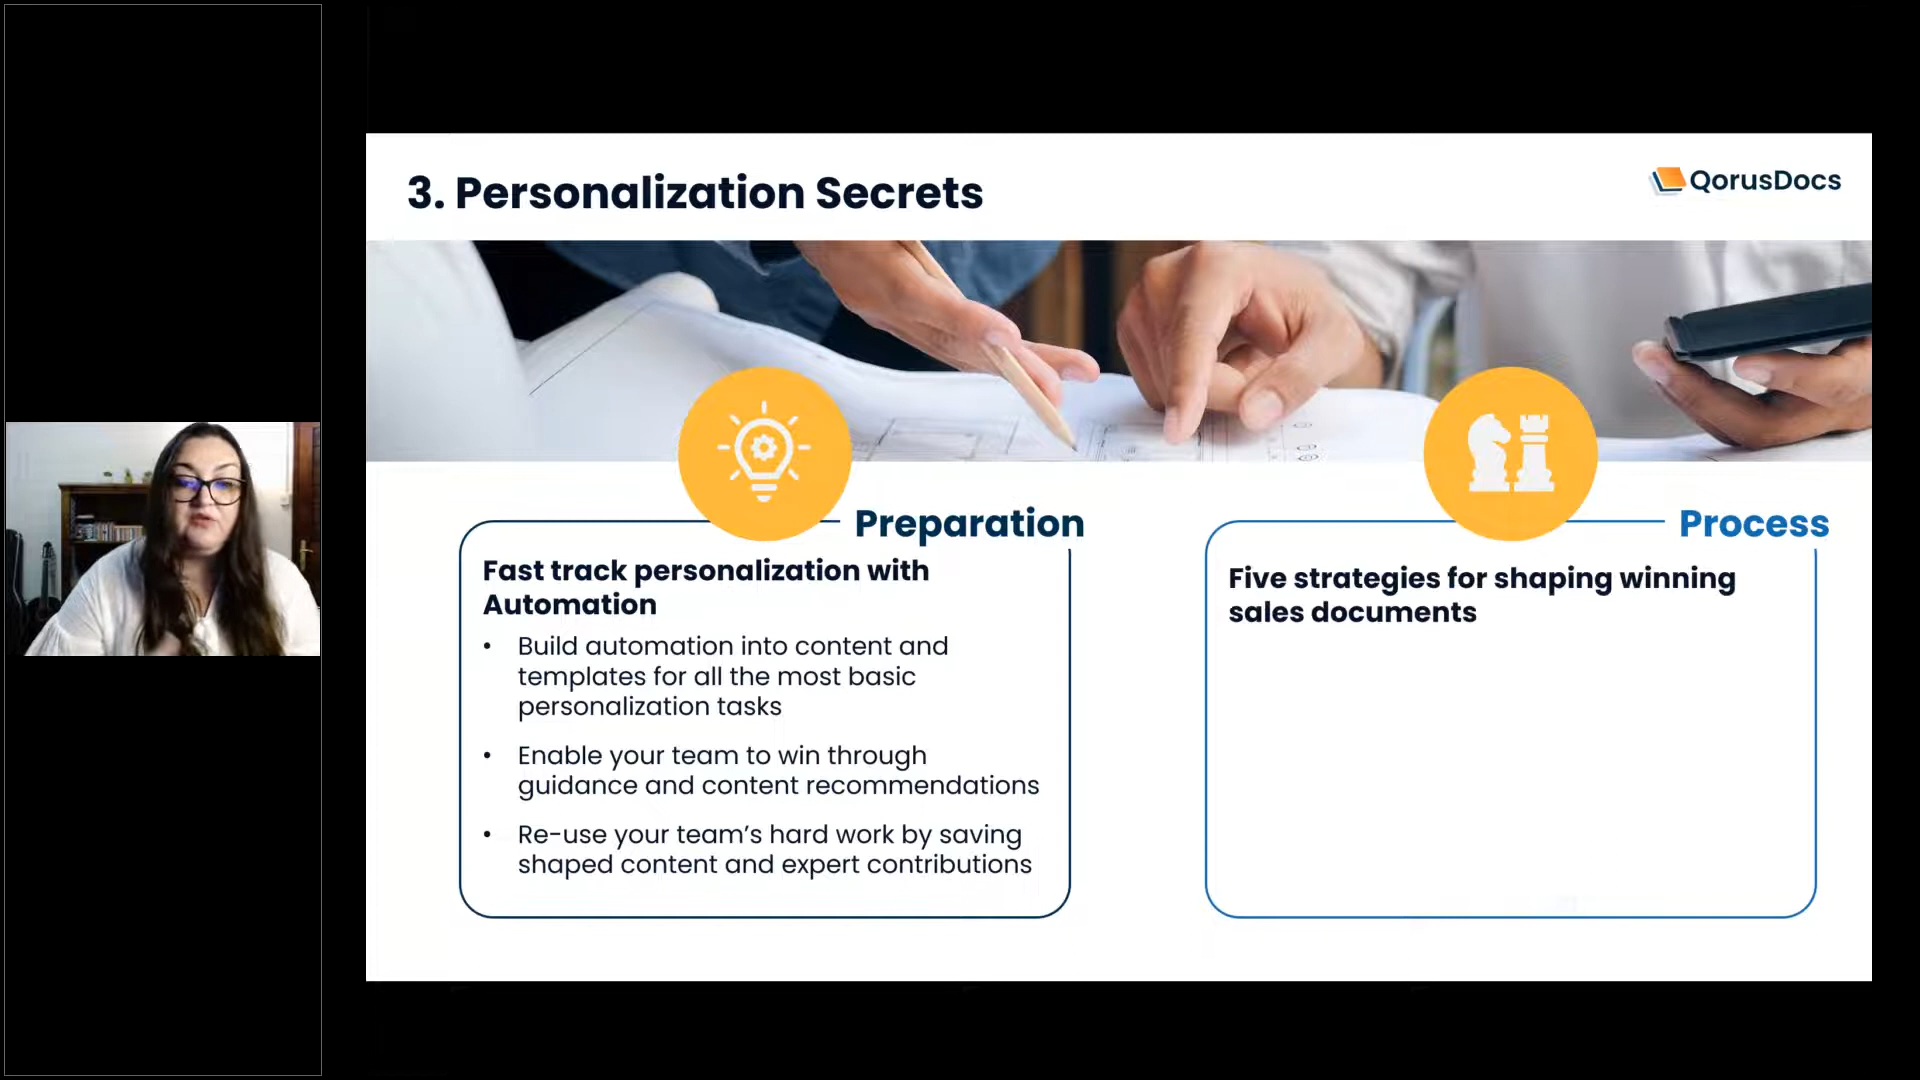 3. Personalization Secrets
QorusDocs
Preparation
Fast track personalization with
Automation
• Build automation into content and
templates for all the most basic
personalization tasks
• Enable your team to win through
guidance and content recommendations
• Re-use your team's hard work by saving
shaped content and expert contributions
Process
Five strategies for shaping winning
sales documents